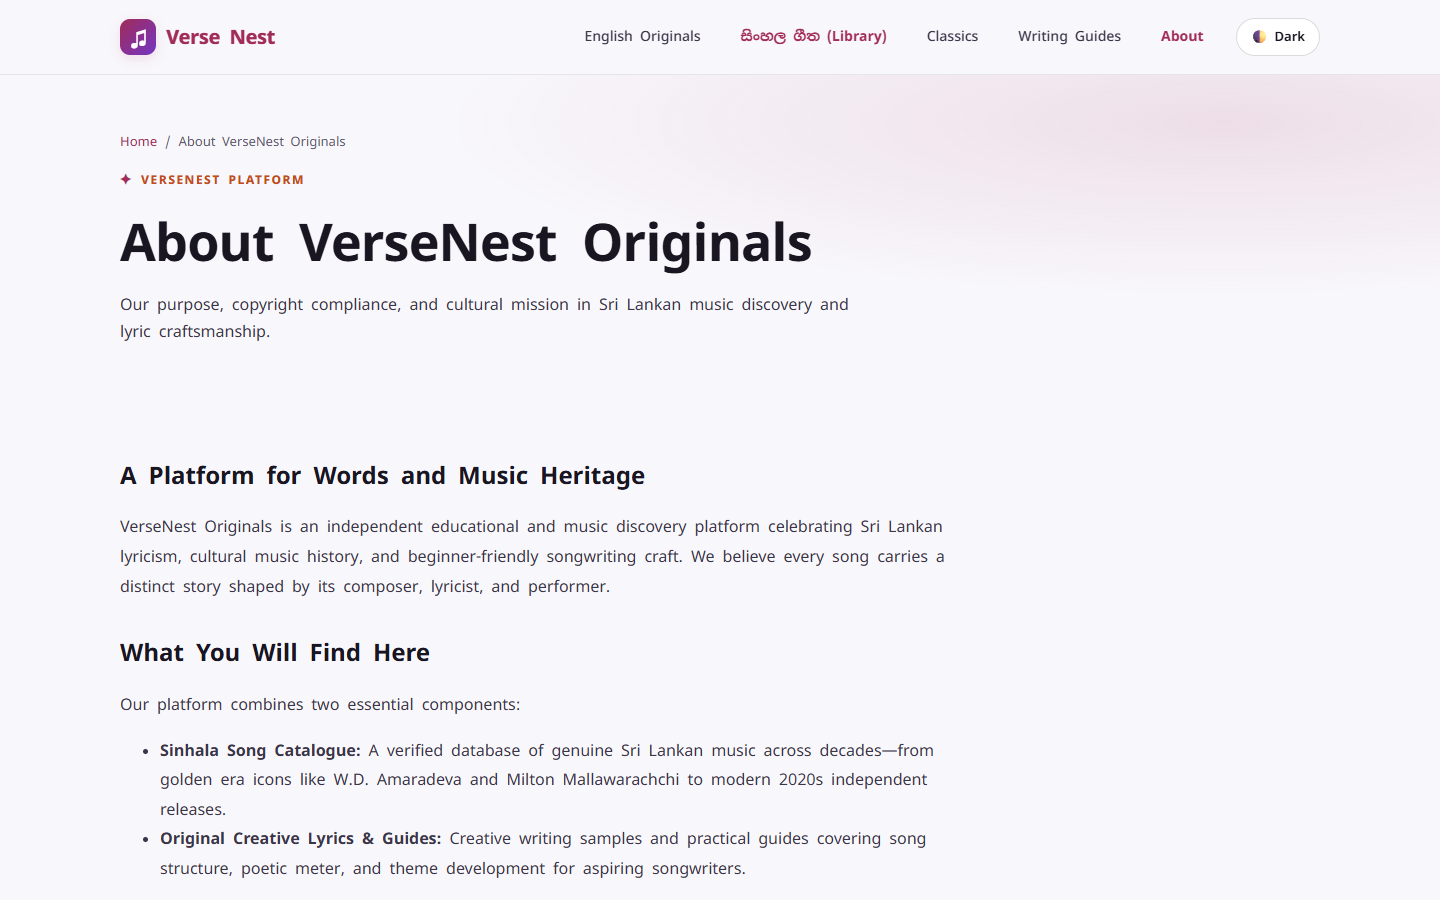 Verse Nest
English Originals
සිංහල ගීත (Library)
Classics
Writing Guides
About
Dark
Home / About VerseNest Originals
✦ VERSENEST PLATFORM
About VerseNest Originals
Our purpose, copyright compliance, and cultural mission in Sri Lankan music discovery and
lyric craftsmanship.
A Platform for Words and Music Heritage
VerseNest Originals is an independent educational and music discovery platform celebrating Sri Lankan
lyricism, cultural music history, and beginner-friendly songwriting craft. We believe every song carries a
distinct story shaped by its composer, lyricist, and performer.
What You Will Find Here
Our platform combines two essential components:
• Sinhala Song Catalogue: A verified database of genuine Sri Lankan music across decades—from
golden era icons like W.D. Amaradeva and Milton Mallawarachchi to modern 2020s independent
releases.
• Original Creative Lyrics & Guides: Creative writing samples and practical guides covering song
structure, poetic meter, and theme development for aspiring songwriters.